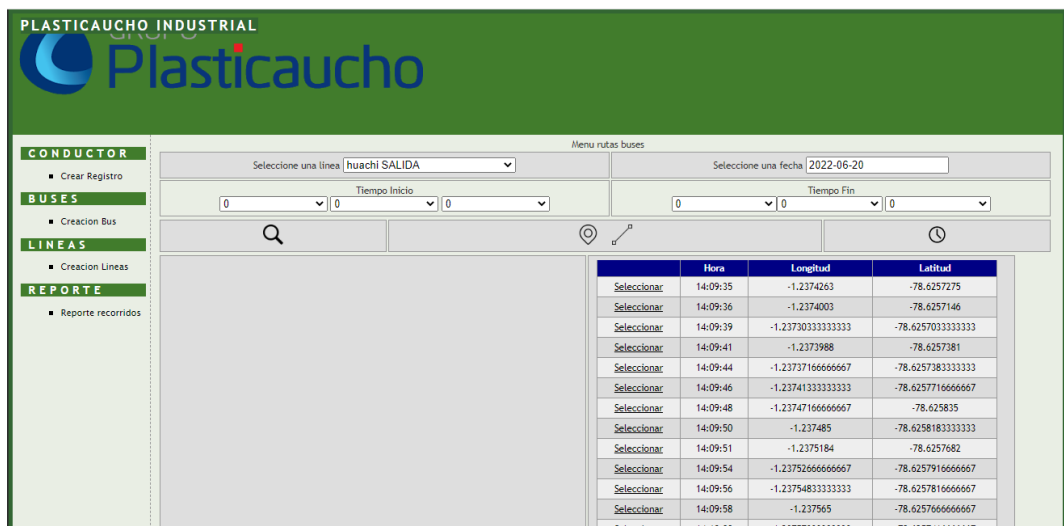 PLASTICAUCHO INDUSTRIAL
GRUPO
Plasticaucho
CONDUCTOR
Crear Registro
BUSES
Creacion Bus
LINEAS
Creacion Lineas
REPORTE
Reporte recorridos
Menu rutas buses
Seleccione una línea huachi SALIDA
Seleccione una fecha 2022-06-20
Tiempo Inicio
0 0 0
Tiempo Fin
0 0 0
Hora Longitud Latitud
Seleccionar 14:09:35 -1.2374263 -78.6257275
Seleccionar 14:09:36 -1.2374003 -78.6257146
Seleccionar 14:09:39 -1.23730333333333 -78.6257033333333
Seleccionar 14:09:41 -1.2373988 -78.6257381
Seleccionar 14:09:44 -1.23737166666667 -78.6257383333333
Seleccionar 14:09:46 -1.23741333333333 -78.6257716666667
Seleccionar 14:09:48 -1.23747166666667 -78.625835
Seleccionar 14:09:50 -1.237485 -78.6258183333333
Seleccionar 14:09:51 -1.2375184 -78.6257682
Seleccionar 14:09:54 -1.23752666666667 -78.6257916666667
Seleccionar 14:09:56 -1.23754833333333 -78.6257816666667
Seleccionar 14:09:58 -1.237565 -78.6257666666667